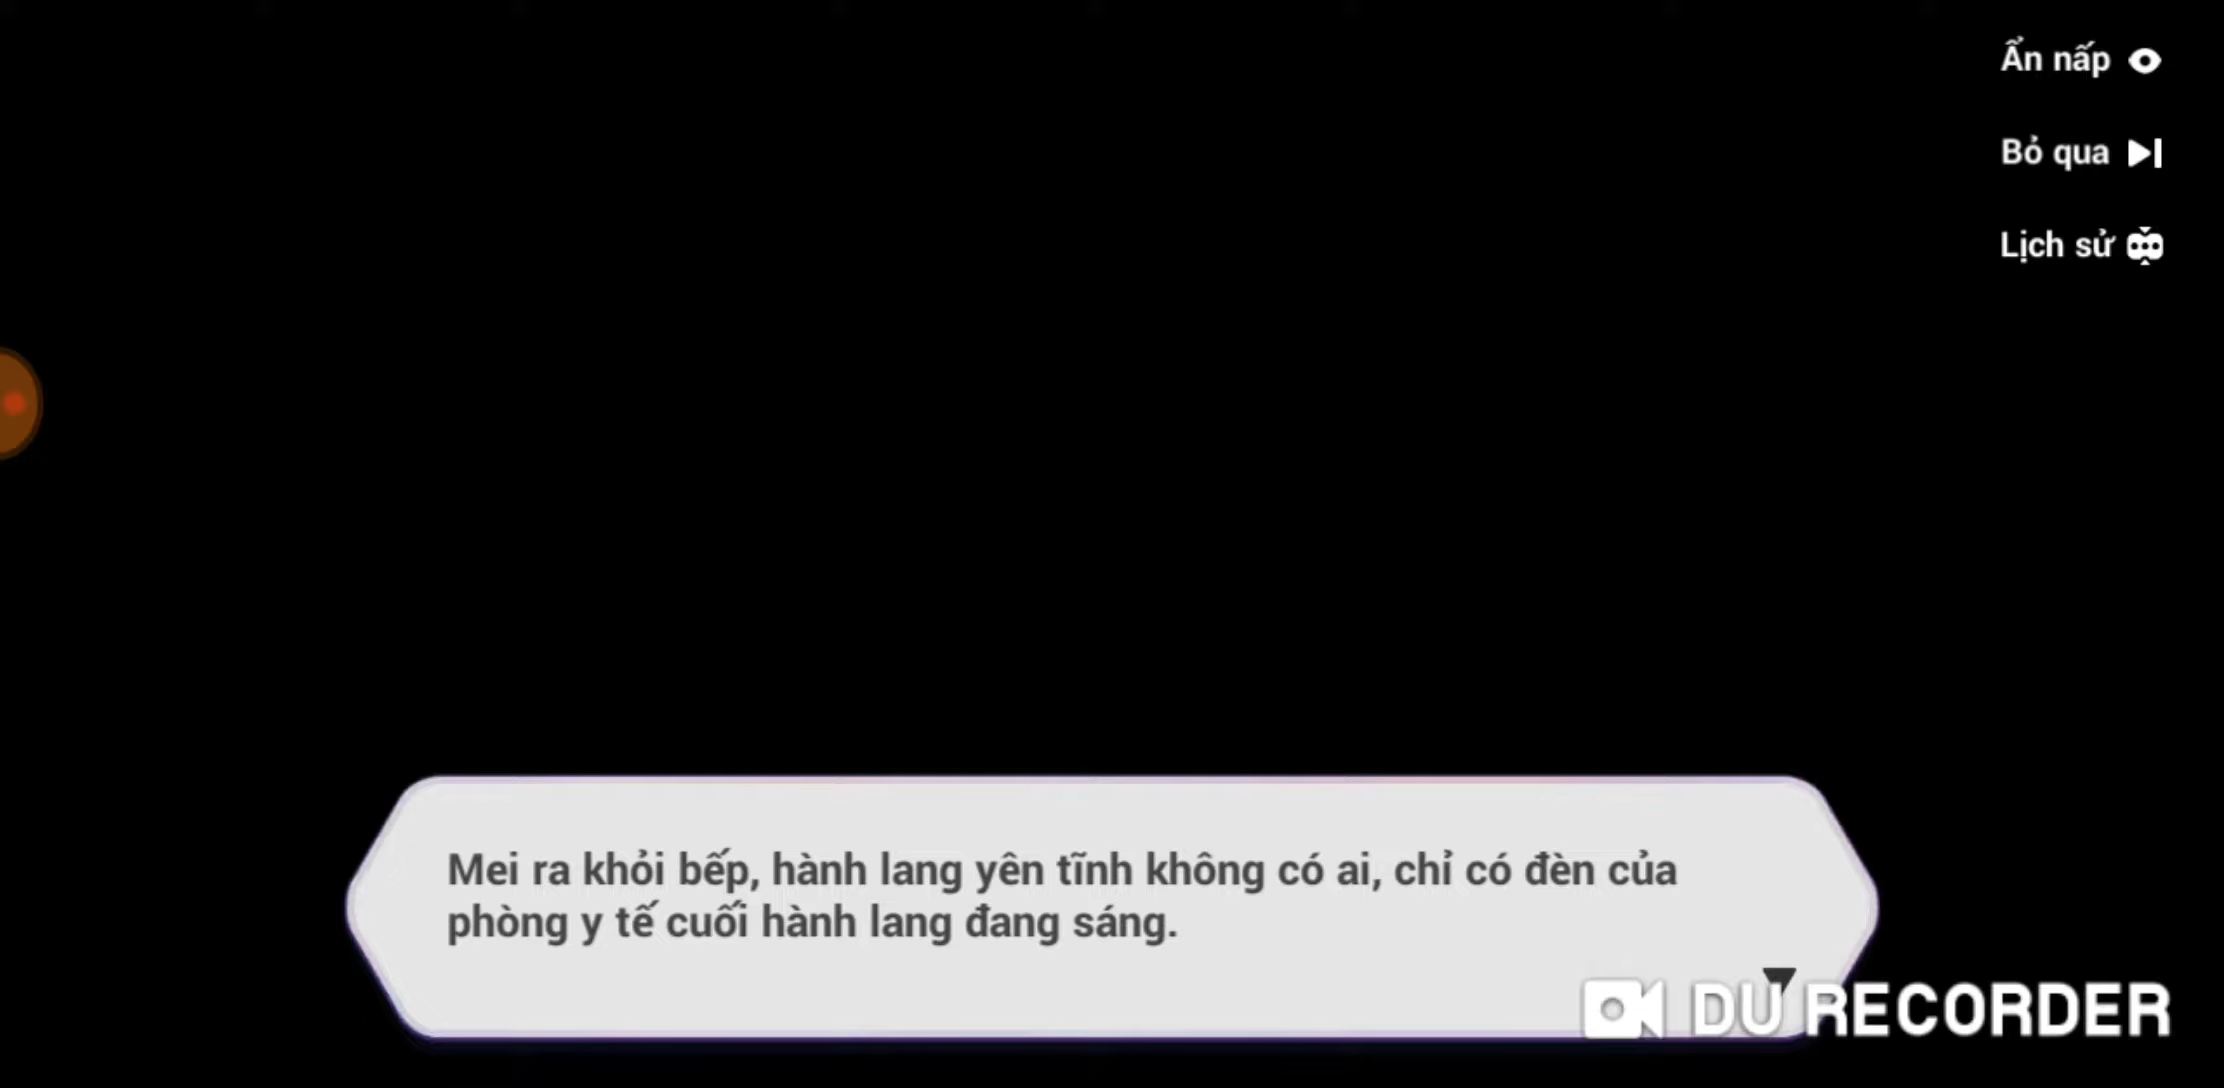 Ẩn nấp
Bỏ qua
Lịch sử
Mei ra khỏi bếp, hành lang yên tĩnh không có ai, chỉ có đèn của
phòng y tế cuối hành lang đang sáng.
DU RECORDER